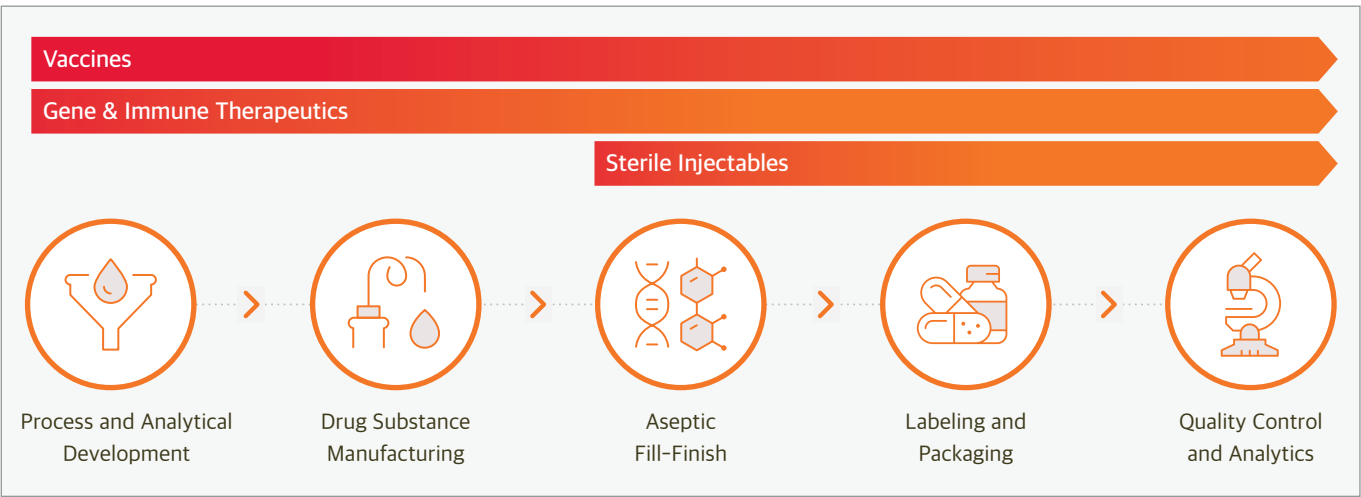 Vaccines
Gene & Immune Therapeutics
Sterile Injectables
Process and Analytical
Development
Drug Substance
Manufacturing
Aseptic
Fill-Finish
Labeling and
Packaging
Quality Control
and Analytics